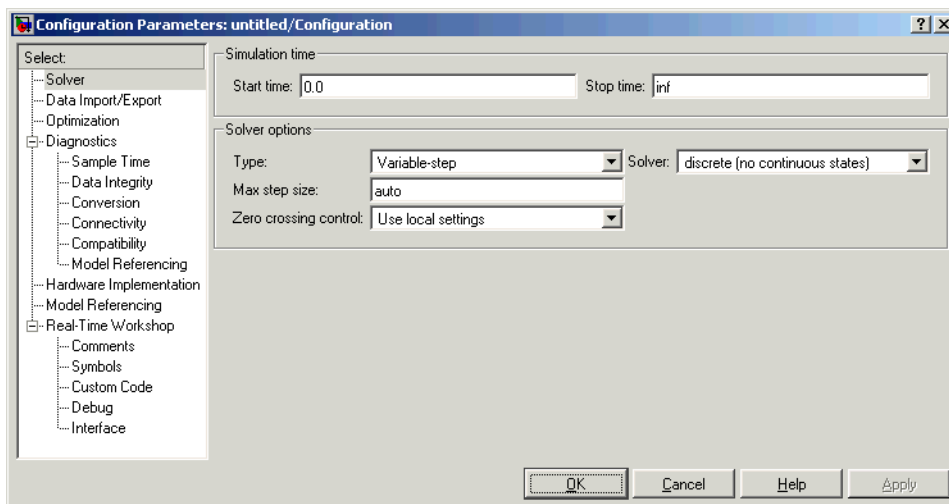 Configuration Parameters: untitled/Configuration
Select:
Solver
Data Import/Export
Optimization
Diagnostics
Sample Time
Data Integrity
Conversion
Connectivity
Compatibility
Model Referencing
Hardware Implementation
Model Referencing
Real-Time Workshop
Comments
Symbols
Custom Code
Debug
Interface
Simulation time
Start time: 0.0 Stop time: inf
Solver options
Type: Variable-step Solver: discrete (no continuous states)
Max step size: auto
Zero crossing control: Use local settings
OK Cancel Help Apply